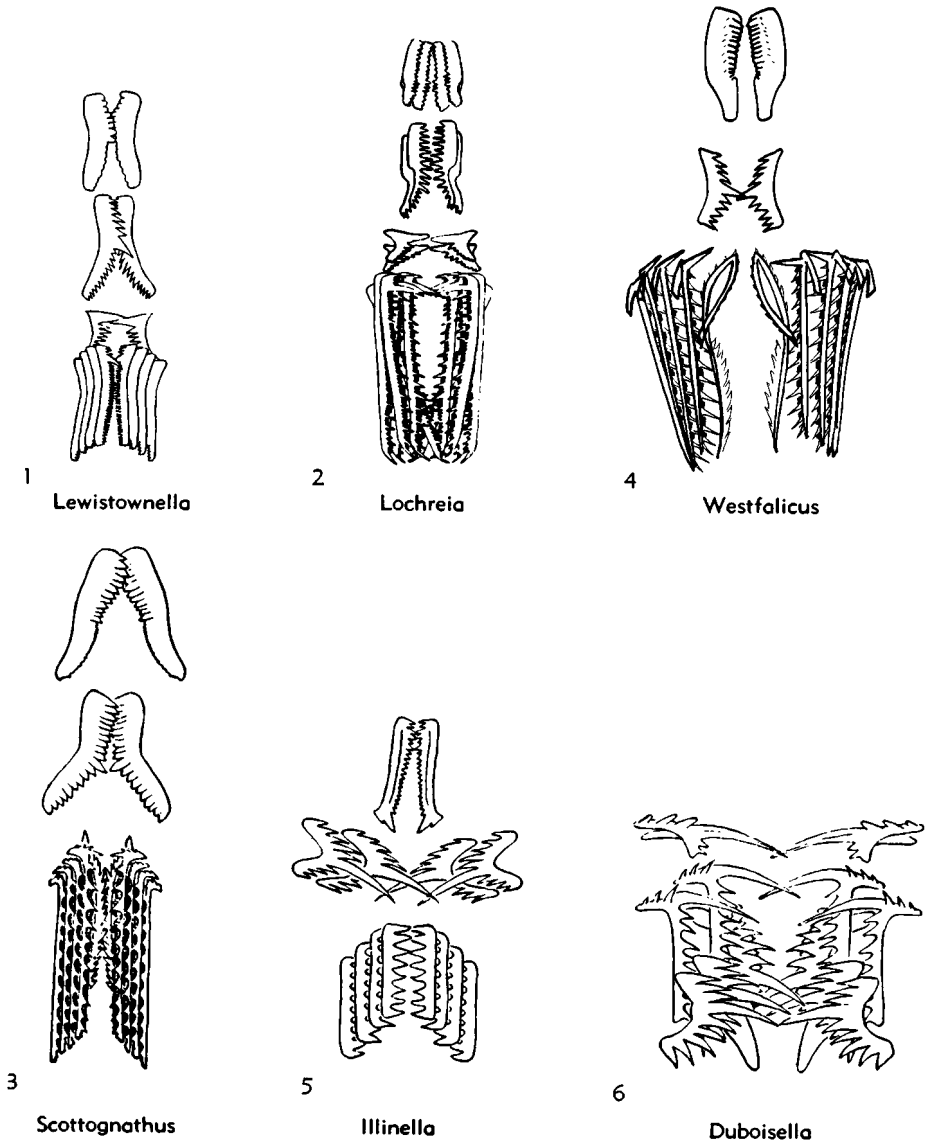 1
Lewistownella
2
Lochreia
4
Westfalicus
3
Scottognathus
5
Illinella
6
Duboisella